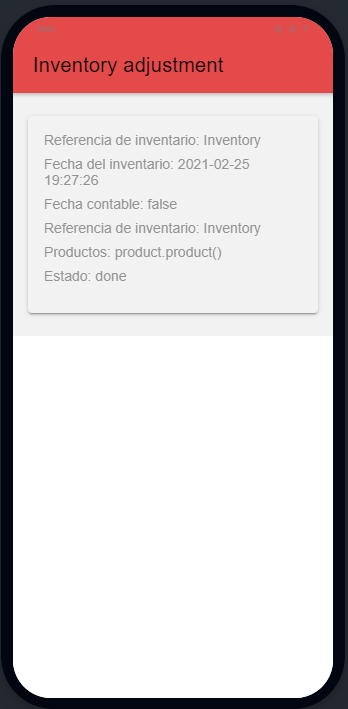 Inventory adjustment
Referencia de inventario: Inventory
Fecha del inventario: 2021-02-25
19:27:26
Fecha contable: false
Referencia de inventario: Inventory
Productos: product.product()
Estado: done